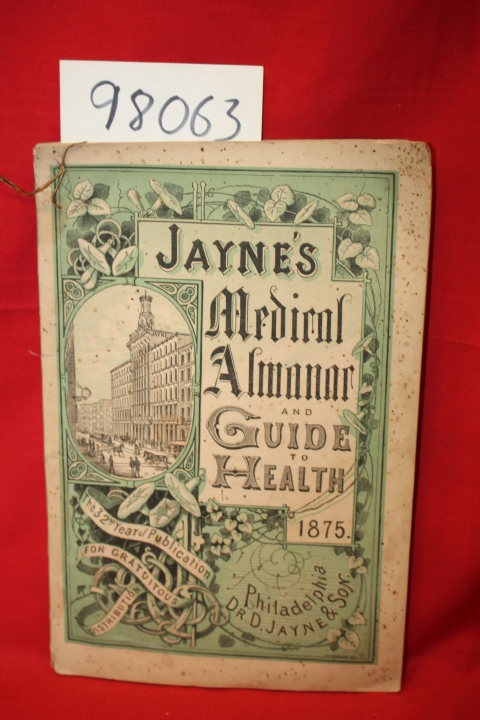 98063
JAYNE'S
Medical
Almanac
AND
GUIDE
TO
HEALTH
1875.
The 32nd Year of Publication
FOR GRATUITOUS
DISTRIBUTION
Philadelphia
DR. D. JAYNE & SON.